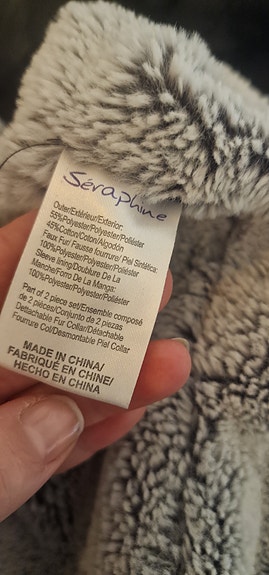 Séraphine
Outer/Extérieur/Exterior:
55%Polyester/Polyester/Poliéster
45%Cotton/Coton/Algodón
Faux Fur/ Fausse fourrure/ Piel Sintética:
100%Polyester/Polyester/Poliéster
Sleeve lining/Doublure De La
Manche/Forro De La Manga:
100%Polyester/Polyester/Poliéster
Part of 2 piece set/Ensemble composé
de 2 pièces/Conjunto de 2 piezas
Dettachable Fur Collar/Détachable
Fourrure Col/Desmontable Piel Collar
MADE IN CHINA/
FABRIQUÉ EN CHINE/
HECHO EN CHINA